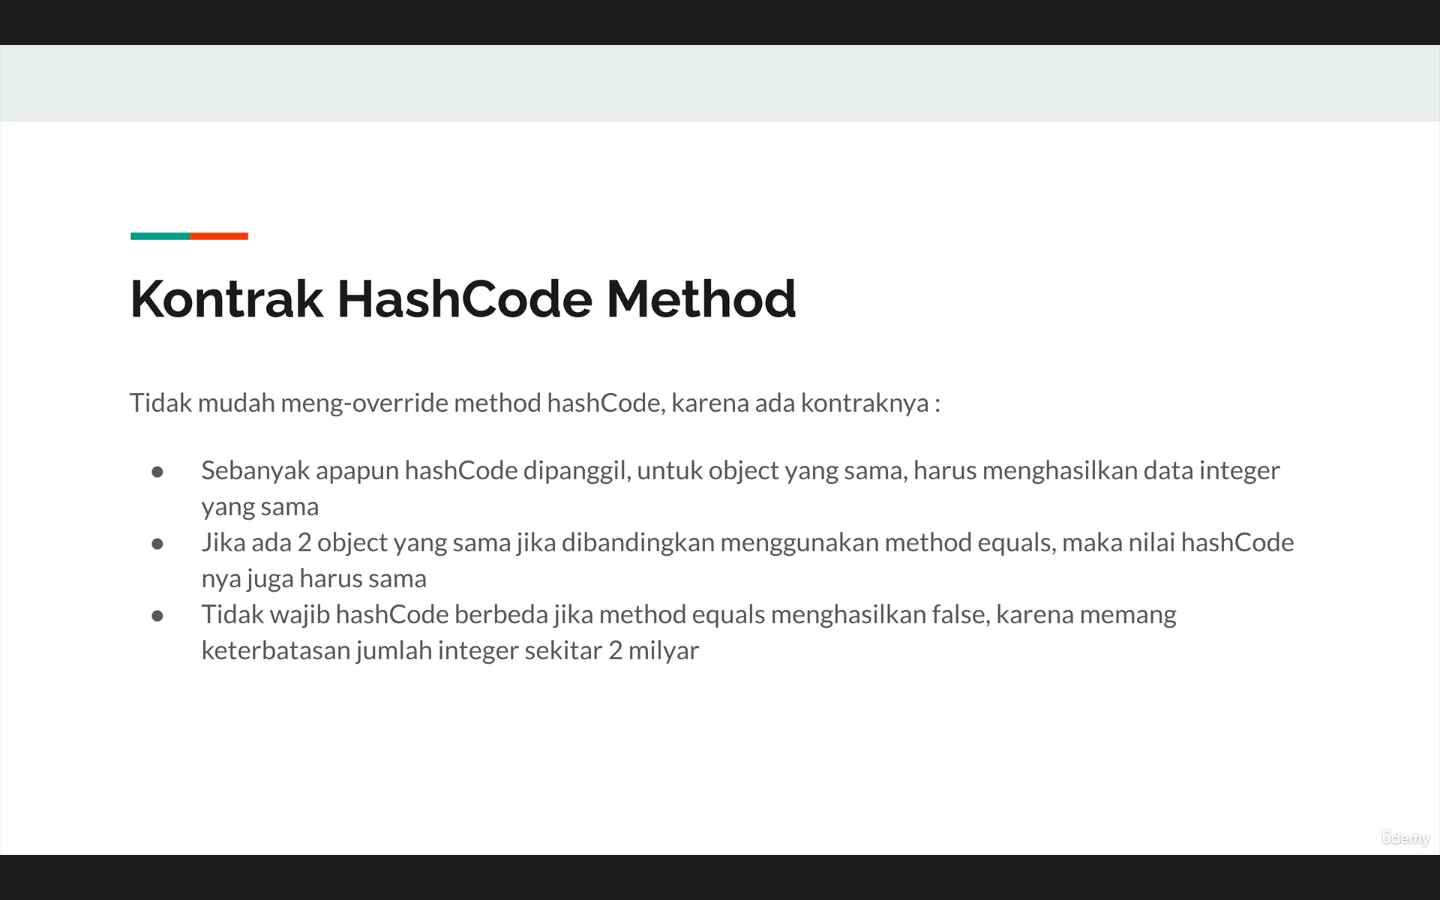 Kontrak HashCode Method
Tidak mudah meng-override method hashCode, karena ada kontraknya :
● Sebanyak apapun hashCode dipanggil, untuk object yang sama, harus menghasilkan data integer
yang sama
● Jika ada 2 object yang sama jika dibandingkan menggunakan method equals, maka nilai hashCode
nya juga harus sama
● Tidak wajib hashCode berbeda jika method equals menghasilkan false, karena memang
keterbatasan jumlah integer sekitar 2 milyar
ûdemy